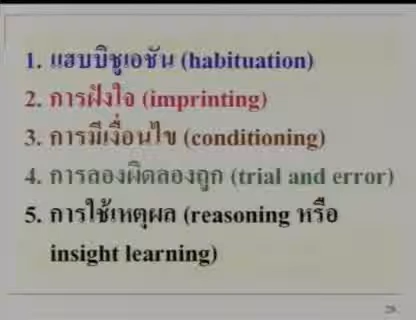 1. แฮบบิชูเอชัน (habituation)
2. การฝังใจ (imprinting)
3. การมีเงื่อนไข (conditioning)
4. การลองผิดลองถูก (trial and error)
5. การใช้เหตุผล (reasoning หรือ
insight learning)